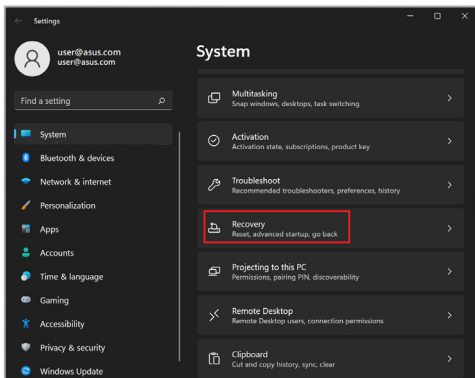 Settings
user@asus.com
user@asus.com
Find a setting
System
Bluetooth & devices
Network & internet
Personalization
Apps
Accounts
Time & language
Gaming
Accessibility
Privacy & security
Windows Update
System
Multitasking
Snap windows, desktops, task switching
Activation
Activation state, subscriptions, product key
Troubleshoot
Recommended troubleshooters, preferences, history
Recovery
Reset, advanced startup, go back
Projecting to this PC
Permissions, pairing PIN, discoverability
Remote Desktop
Remote Desktop users, connection permissions
Clipboard
Cut and copy history, sync, clear